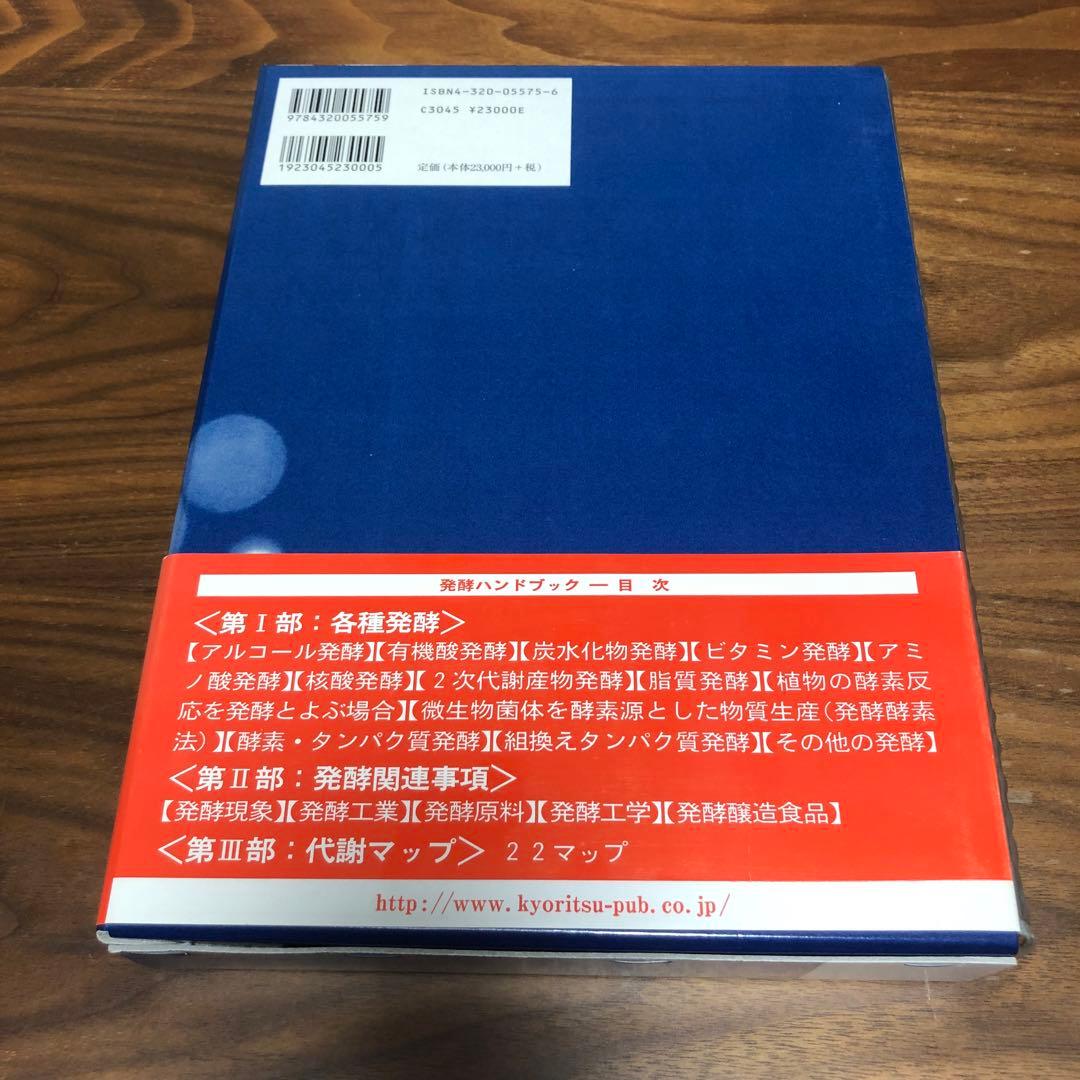 ISBN4-320-05575-6
9784320055759
C3045 ¥23000E
1923045230005
定価(本体23,000円+税)
発酵ハンドブック — 目 次
〈第Ⅰ部:各種発酵〉
【アルコール発酵】【有機酸発酵】【炭水化物発酵】【ビタミン発酵】【アミ
ノ酸発酵】【核酸発酵】【2次代謝産物発酵】【脂質発酵】【植物の酵素反
応を発酵とよぶ場合】【微生物菌体を酵素源とした物質生産(発酵酵素
法)】【酵素・タンパク質発酵】【組換えタンパク質発酵】【その他の発酵】
〈第Ⅱ部:発酵関連事項〉
【発酵現象】【発酵工業】【発酵原料】【発酵工学】【発酵醸造食品】
〈第Ⅲ部:代謝マップ〉 22マップ
http://www.kyoritsu-pub.co.jp/